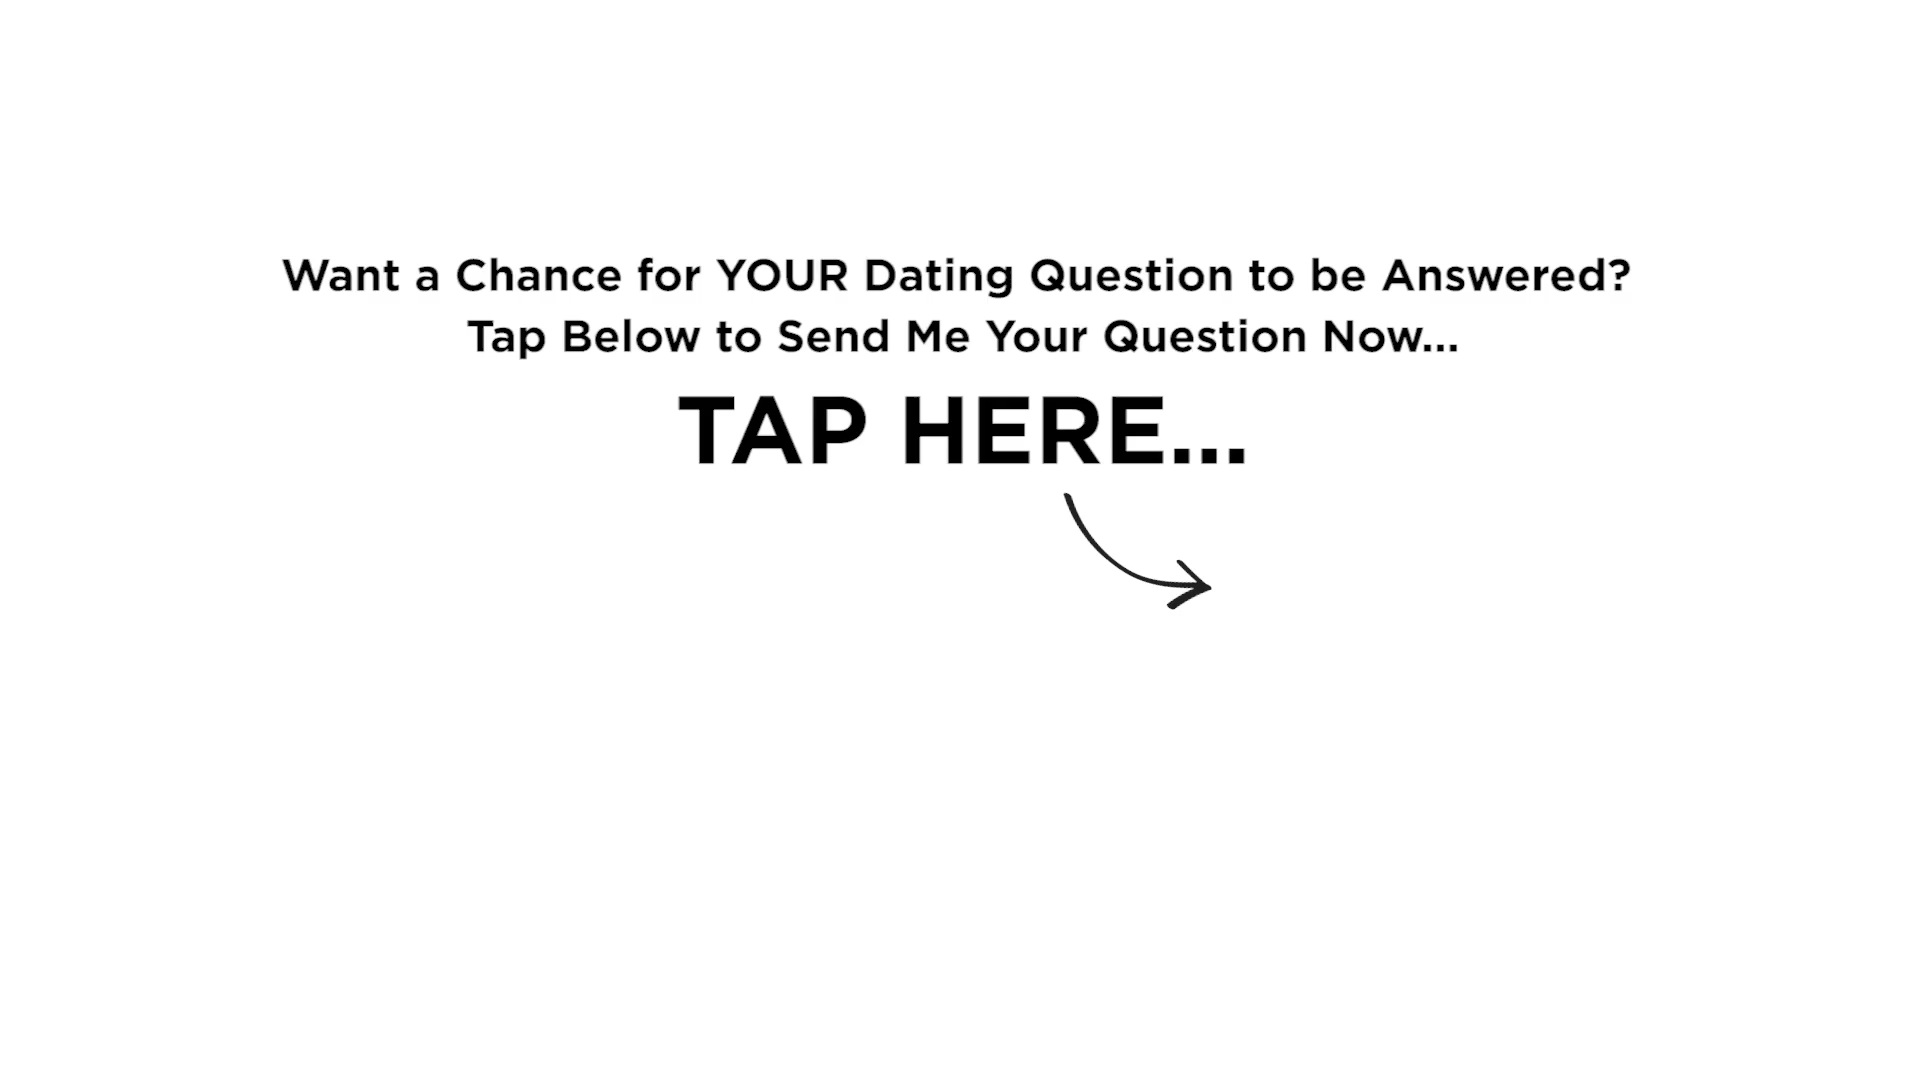 Want a Chance for YOUR Dating Question to be Answered?
Tap Below to Send Me Your Question Now...
TAP HERE...